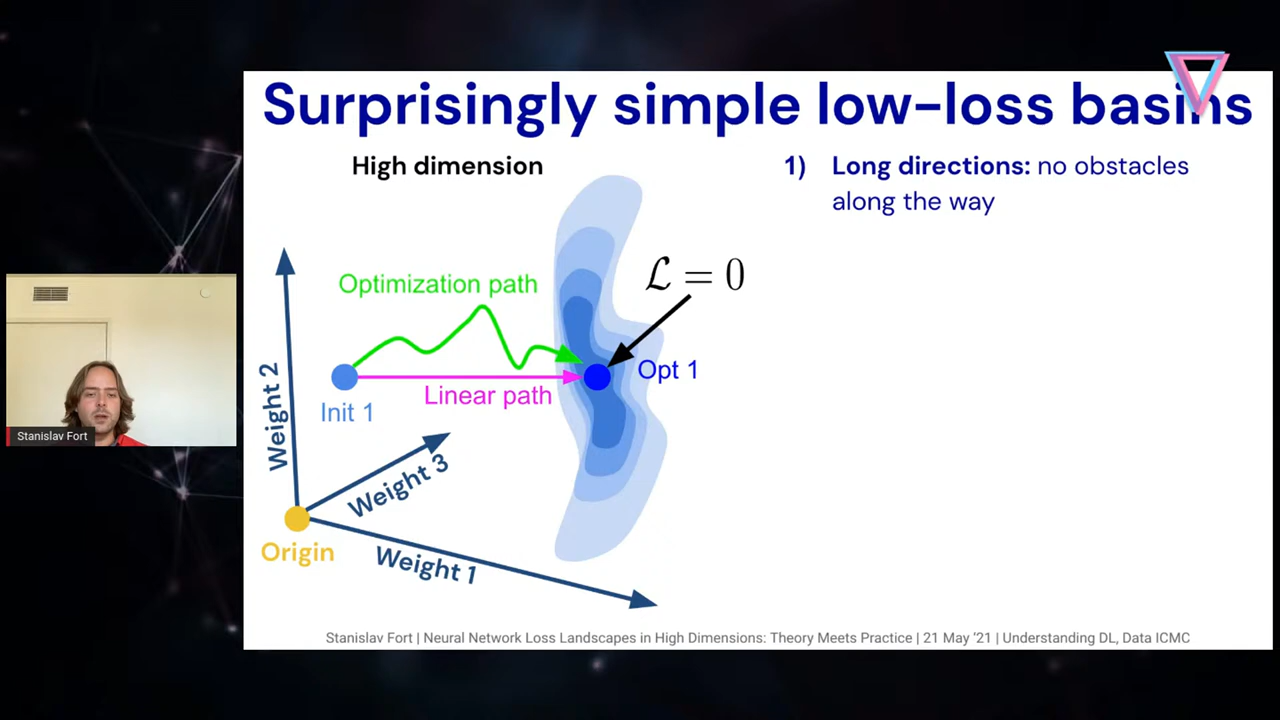 Surprisingly simple low-loss basins
High dimension
1) Long directions: no obstacles
along the way
Optimization path
ℒ = 0
Opt 1
Linear path
Init 1
Weight 2
Weight 3
Origin
Weight 1
Stanislav Fort
Stanislav Fort | Neural Network Loss Landscapes in High Dimensions: Theory Meets Practice | 21 May '21 | Understanding DL, Data ICMC